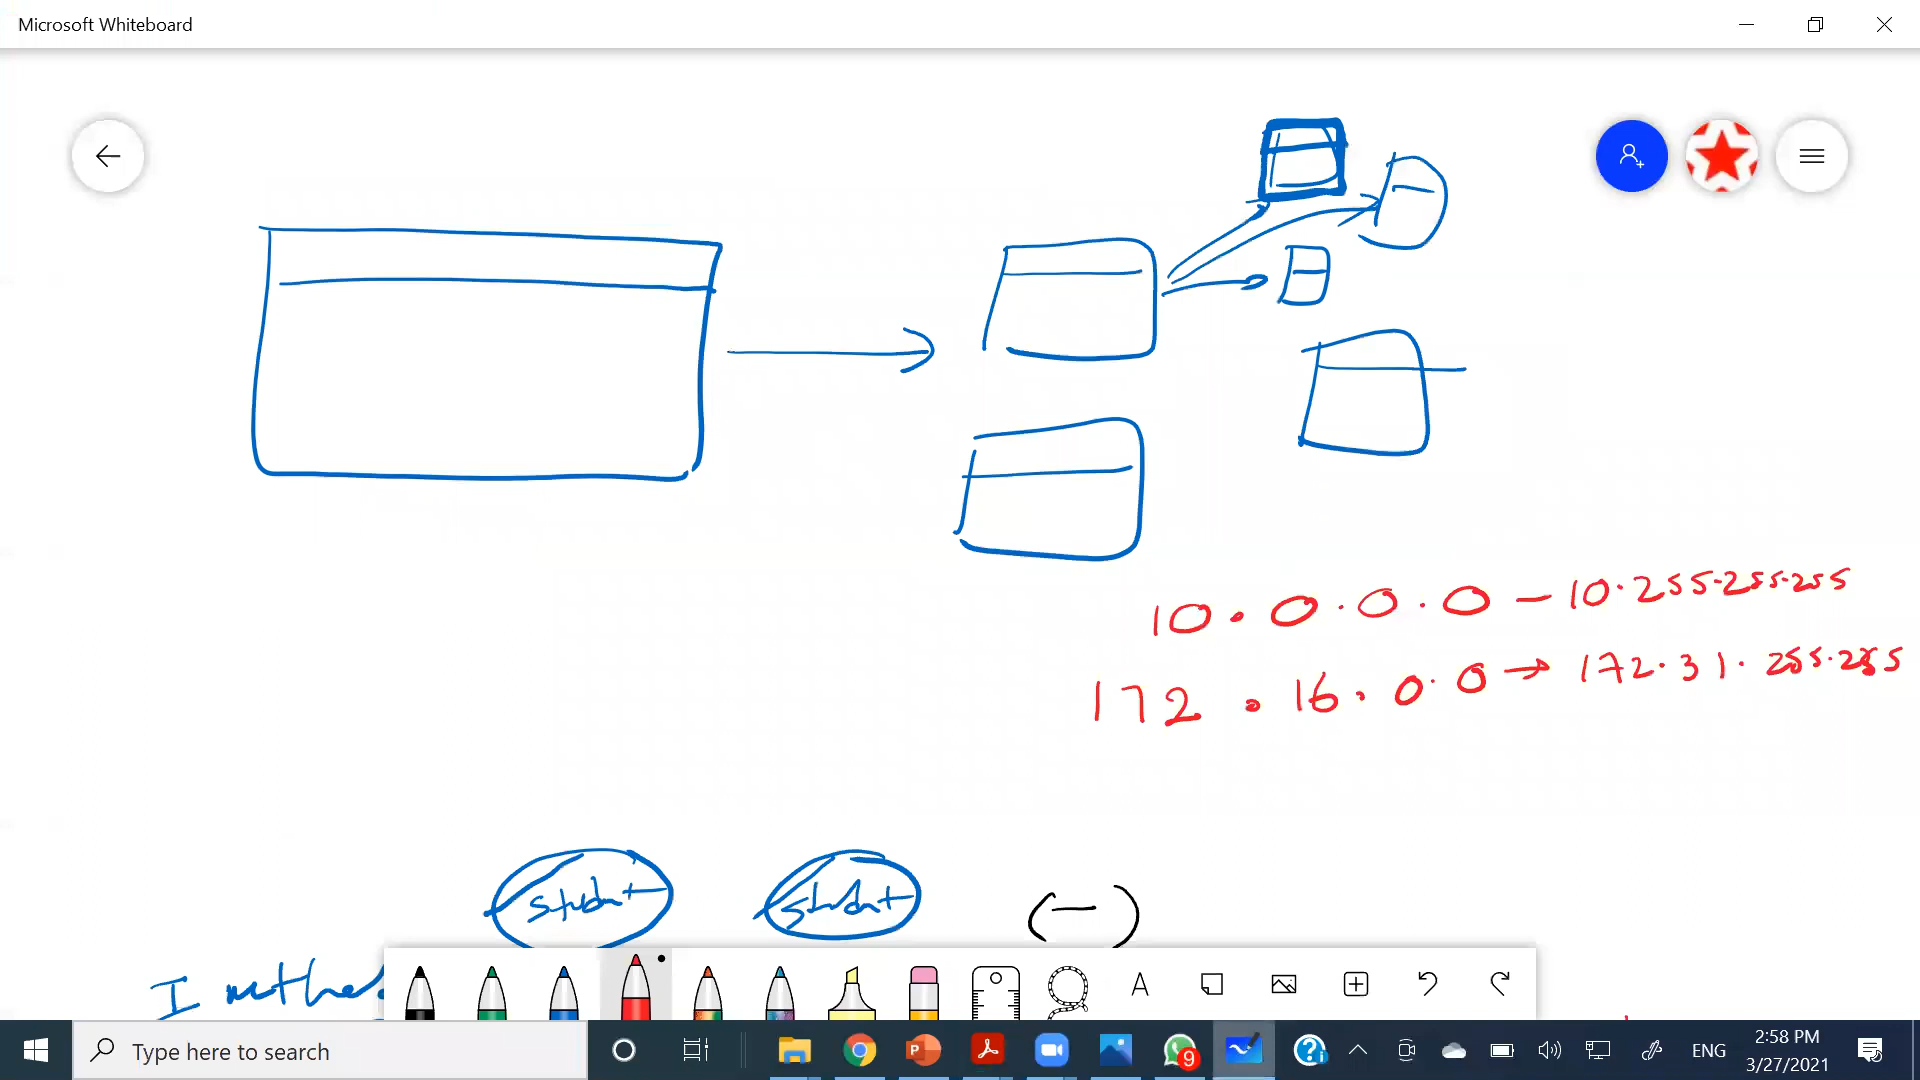 Microsoft Whiteboard
10.0.0.0 – 10.255.255.255
172.16.0.0 → 172.31.255.255
student student (–)
I
A
Type here to search
9
ENG
2:58 PM
3/27/2021